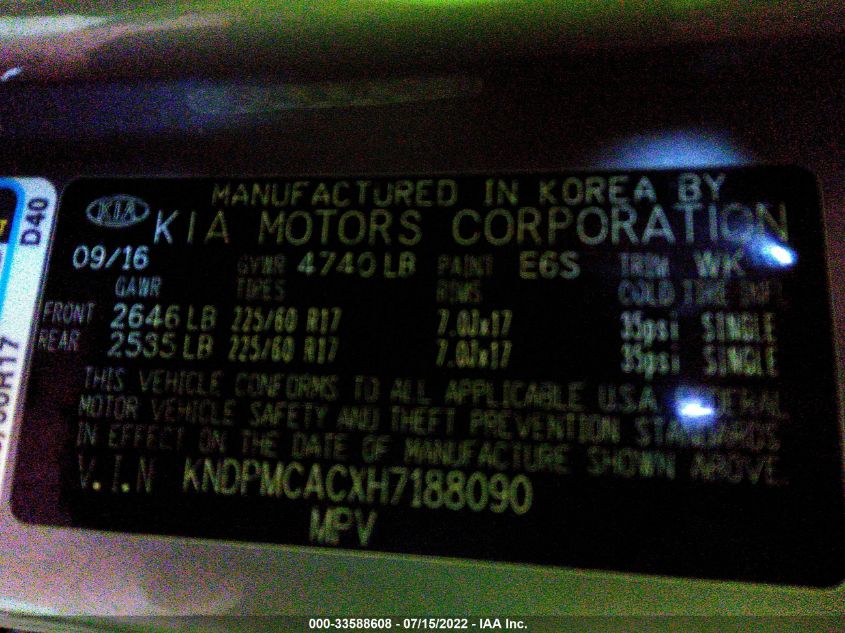 MANUFACTURED IN KOREA BY
KIA KIA MOTORS CORPORATION
09/16 GVWR 4740 LB PAINT E6S TRIM WK
GAWR TIRES RIMS COLD TIRE INFL
FRONT 2646 LB 225/60 R17 7.0Jx17 35psi SINGLE
REAR 2535 LB 225/60 R17 7.0Jx17 35psi SINGLE
THIS VEHICLE CONFORMS TO ALL APPLICABLE U.S.A FEDERAL
MOTOR VEHICLE SAFETY AND THEFT PREVENTION STANDARDS
IN EFFECT ON THE DATE OF MANUFACTURE SHOWN ABOVE.
V.I.N KNDPMCACXH7188090
MPV
D40
000-33588608 - 07/15/2022 - IAA Inc.